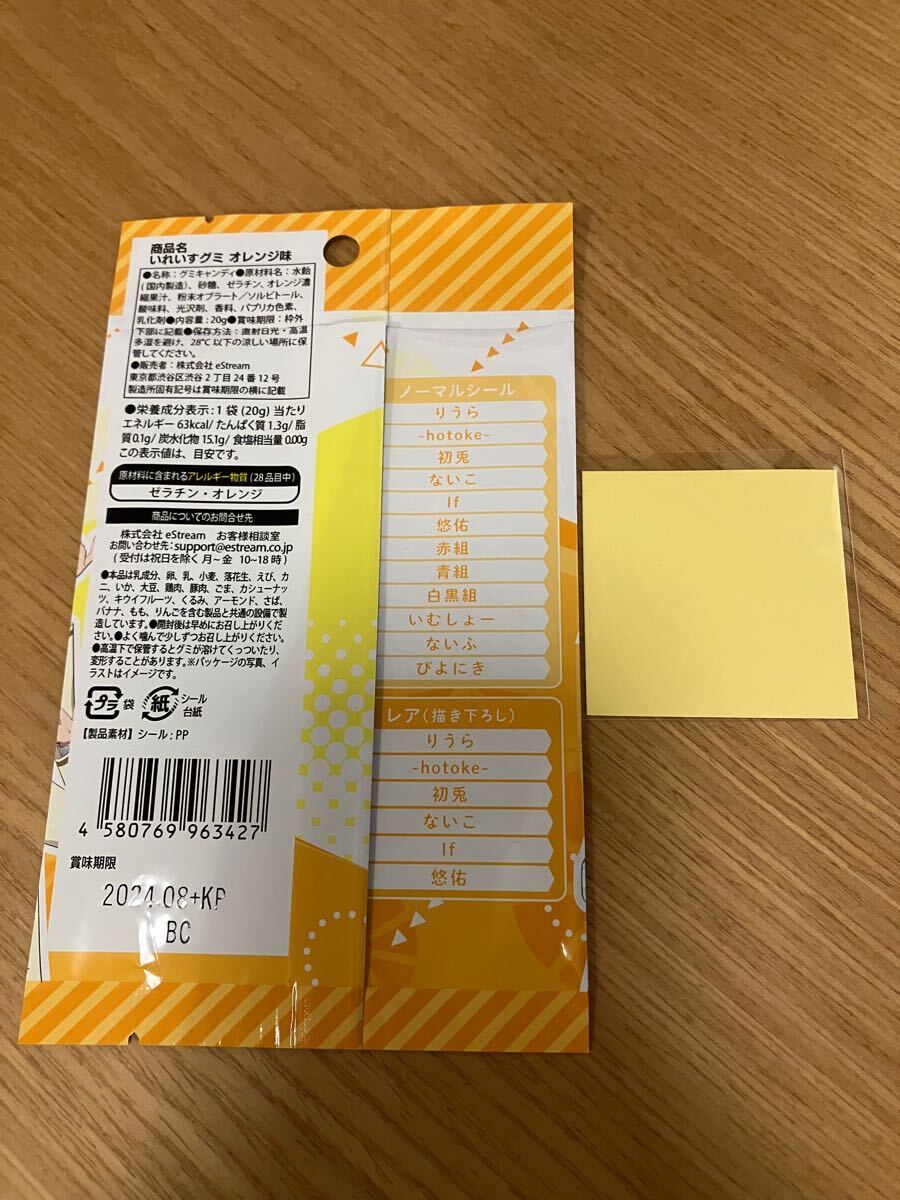 商品名
いれいすグミ オレンジ味
●名称：グミキャンディ●原材料名：水飴
(国内製造)、砂糖、ゼラチン、オレンジ濃
縮果汁、粉末オブラート／ソルビトール、
酸味料、光沢剤、香料、パプリカ色素、
乳化剤●内容量：20g●賞味期限：枠外
下部に記載●保存方法：直射日光・高温
多湿を避け、28℃以下の涼しい場所に保
管してください。
●販売者：株式会社 eStream
東京都渋谷区渋谷２丁目 24 番 12 号
製造所固有記号は賞味期限の横に記載
●栄養成分表示：1 袋 (20g) 当たり
エネルギー 63kcal/ たんぱく質 1.3g/ 脂
質 0.1g/ 炭水化物 15.1g/ 食塩相当量 0.00g
この表示値は、目安です。
原材料に含まれるアレルギー物質 (28 品目中)
ゼラチン・オレンジ
商品についてのお問合せ先
株式会社 eStream　お客様相談室
お問い合わせ先：support@estream.co.jp
( 受付は祝日を除く 月〜金　10〜18 時 )
●本品は乳成分、卵、乳、小麦、落花生、えび、カ
ニ、いか、大豆、鶏肉、豚肉、ごま、カシューナッ
ツ、キウイフルーツ、くるみ、アーモンド、さば、
バナナ、もも、りんごを含む製品と共通の設備で製
造しています。●開封後は早めにお召し上がりくだ
さい。●よく噛んで少しずつお召し上がりください。
●高温下で保管するとグミが溶けてくっついたり、
変形することがあります。※パッケージの写真、イ
ラストはイメージです。
プラ 袋 紙 シール
台紙
【製品素材】シール：PP
4 580769 963427
賞味期限
2024.08+KP
BC
ノーマルシール
りうら
-hotoke-
初兎
ないこ
If
悠佑
赤組
青組
白黒組
いむしょー
ないふ
ぴよにき
レア（描き下ろし）
りうら
-hotoke-
初兎
ないこ
If
悠佑